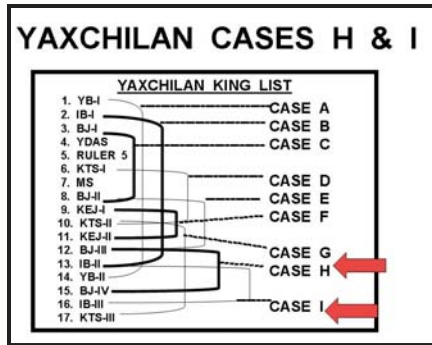 YAXCHILAN CASES H & I
YAXCHILAN KING LIST
1. YB-I
2. IB-I
3. BJ-I
4. YDAS
5. RULER 5
6. KTS-I
7. MS
8. BJ-II
9. KEJ-I
10. KTS-II
11. KEJ-II
12. BJ-III
13. IB-II
14. YB-II
15. BJ-IV
16. IB-III
17. KTS-III
CASE A
CASE B
CASE C
CASE D
CASE E
CASE F
CASE G
CASE H
CASE I